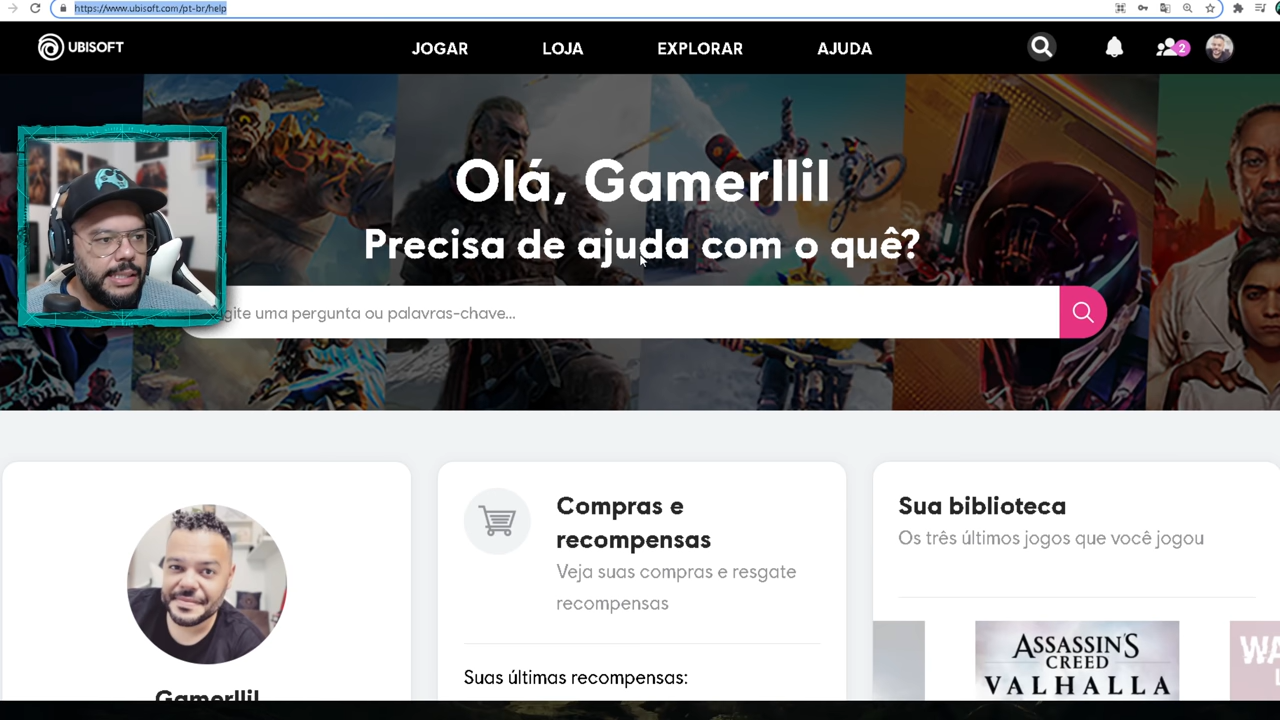 https://www.ubisoft.com/pt-br/help
UBISOFT
JOGAR
LOJA
EXPLORAR
AJUDA
2
Olá, Gamerllil
Precisa de ajuda com o quê?
gite uma pergunta ou palavras-chave...
Gamerllil
Compras e
recompensas
Veja suas compras e resgate
recompensas
Suas últimas recompensas:
Sua biblioteca
Os três últimos jogos que você jogou
ASSASSIN'S
CREED
VALHALLA
WA